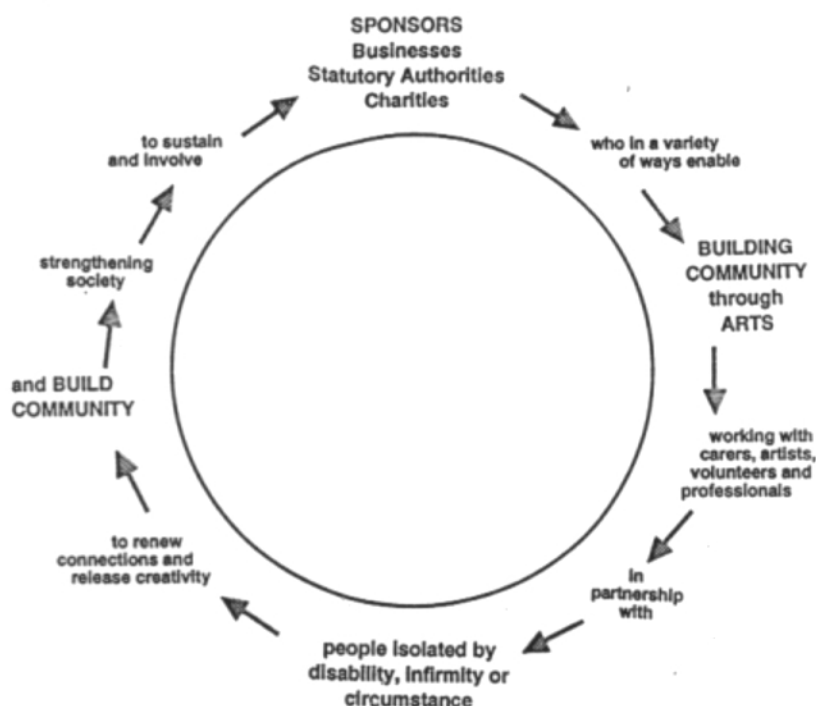 SPONSORS
Businesses
Statutory Authorities
Charities
who in a variety
of ways enable
BUILDING
COMMUNITY
through
ARTS
working with
carers, artists,
volunteers and
professionals
in
partnership
with
people isolated by
disability, infirmity or
circumstance
to renew
connections and
release creativity
and BUILD
COMMUNITY
strengthening
society
to sustain
and involve